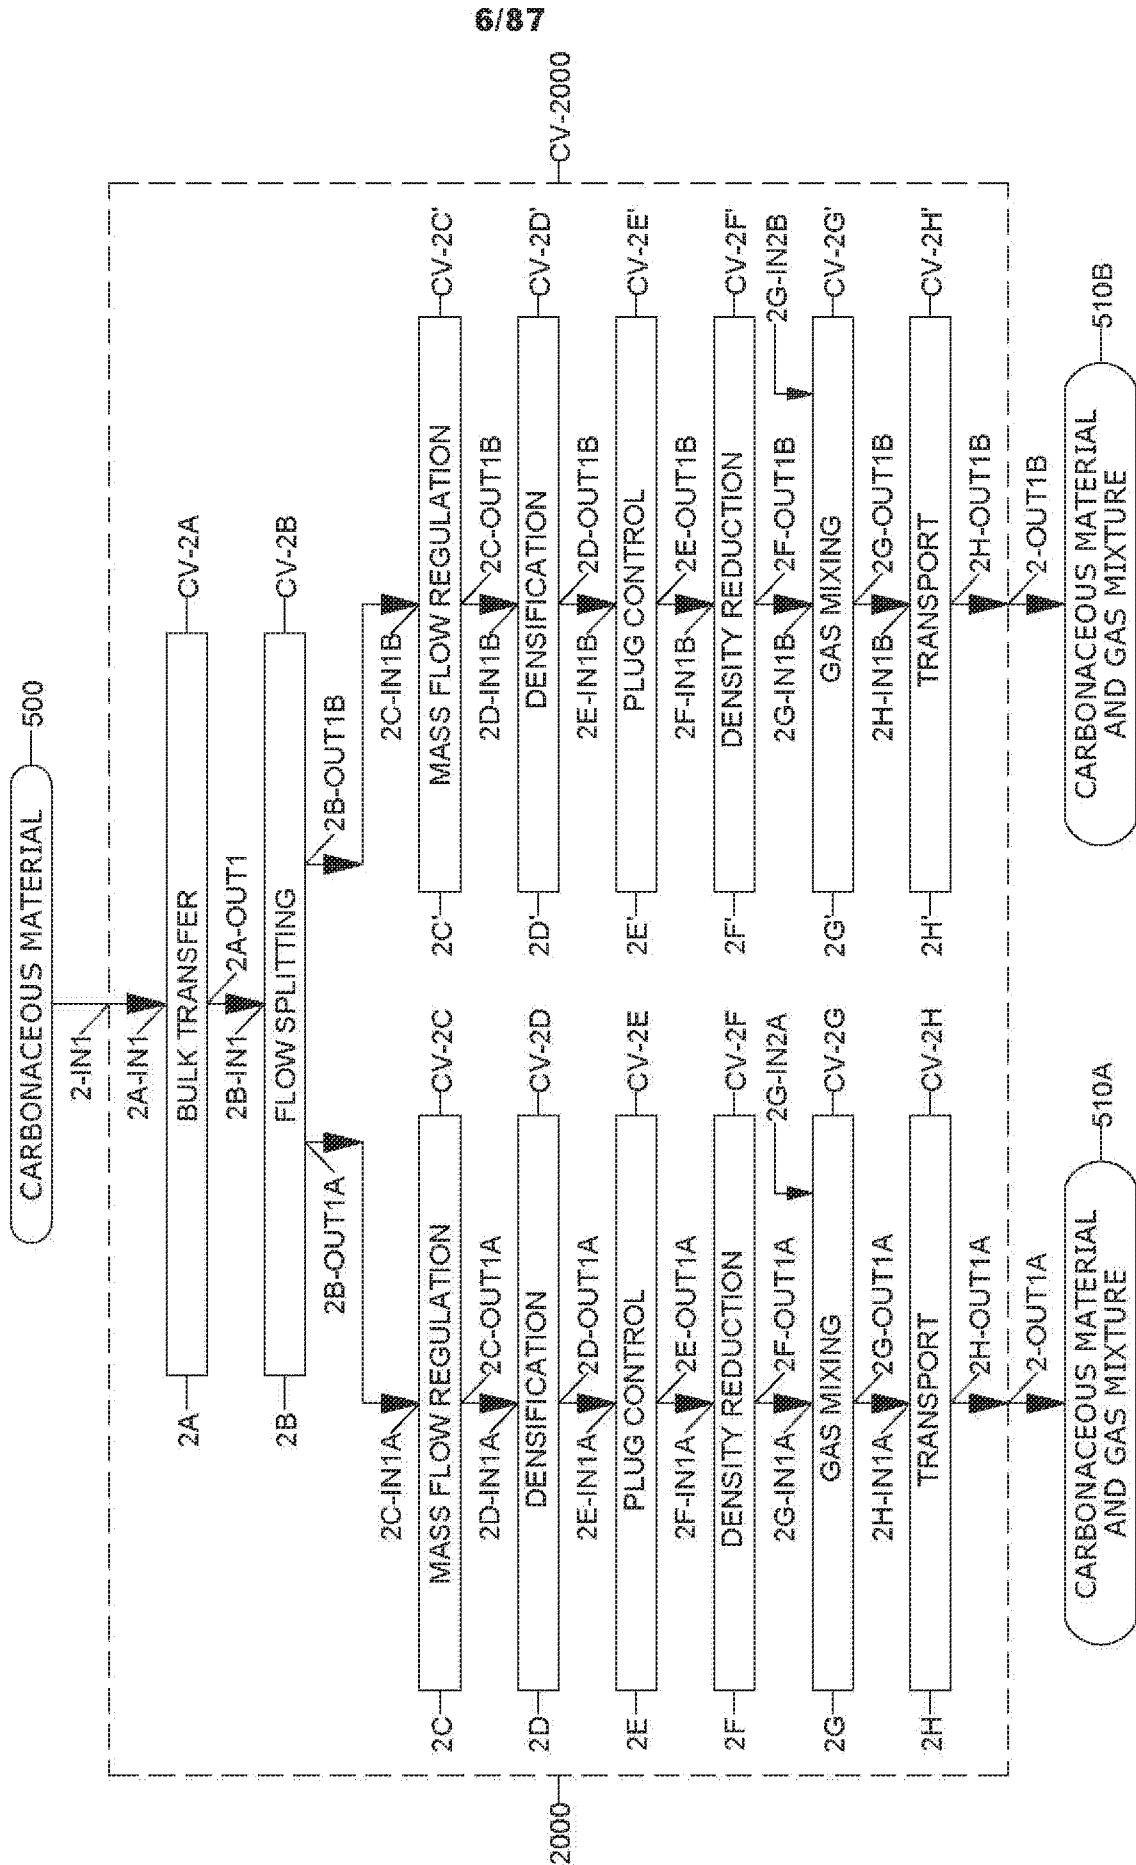 6/87
CARBONACEOUS MATERIAL
500
2-IN1
2000
CV-2000
2A-IN1
2A
BULK TRANSFER
CV-2A
2B-IN1
2A-OUT1
2B
FLOW SPLITTING
CV-2B
2B-OUT1A
2B-OUT1B
2C-IN1A
2C
MASS FLOW REGULATION
CV-2C
2D-IN1A
2C-OUT1A
2D
DENSIFICATION
CV-2D
2E-IN1A
2D-OUT1A
2E
PLUG CONTROL
CV-2E
2F-IN1A
2E-OUT1A
2F
DENSITY REDUCTION
CV-2F
2G-IN1A
2F-OUT1A
2G-IN2A
2G
GAS MIXING
CV-2G
2H-IN1A
2G-OUT1A
2H
TRANSPORT
CV-2H
2H-OUT1A
2-OUT1A
CARBONACEOUS MATERIAL
AND GAS MIXTURE
510A
2C-IN1B
2C'
MASS FLOW REGULATION
CV-2C'
2D-IN1B
2C-OUT1B
2D'
DENSIFICATION
CV-2D'
2E-IN1B
2D-OUT1B
2E'
PLUG CONTROL
CV-2E'
2F-IN1B
2E-OUT1B
2F'
DENSITY REDUCTION
CV-2F'
2G-IN1B
2F-OUT1B
2G-IN2B
2G'
GAS MIXING
CV-2G'
2H-IN1B
2G-OUT1B
2H'
TRANSPORT
CV-2H'
2H-OUT1B
2-OUT1B
CARBONACEOUS MATERIAL
AND GAS MIXTURE
510B